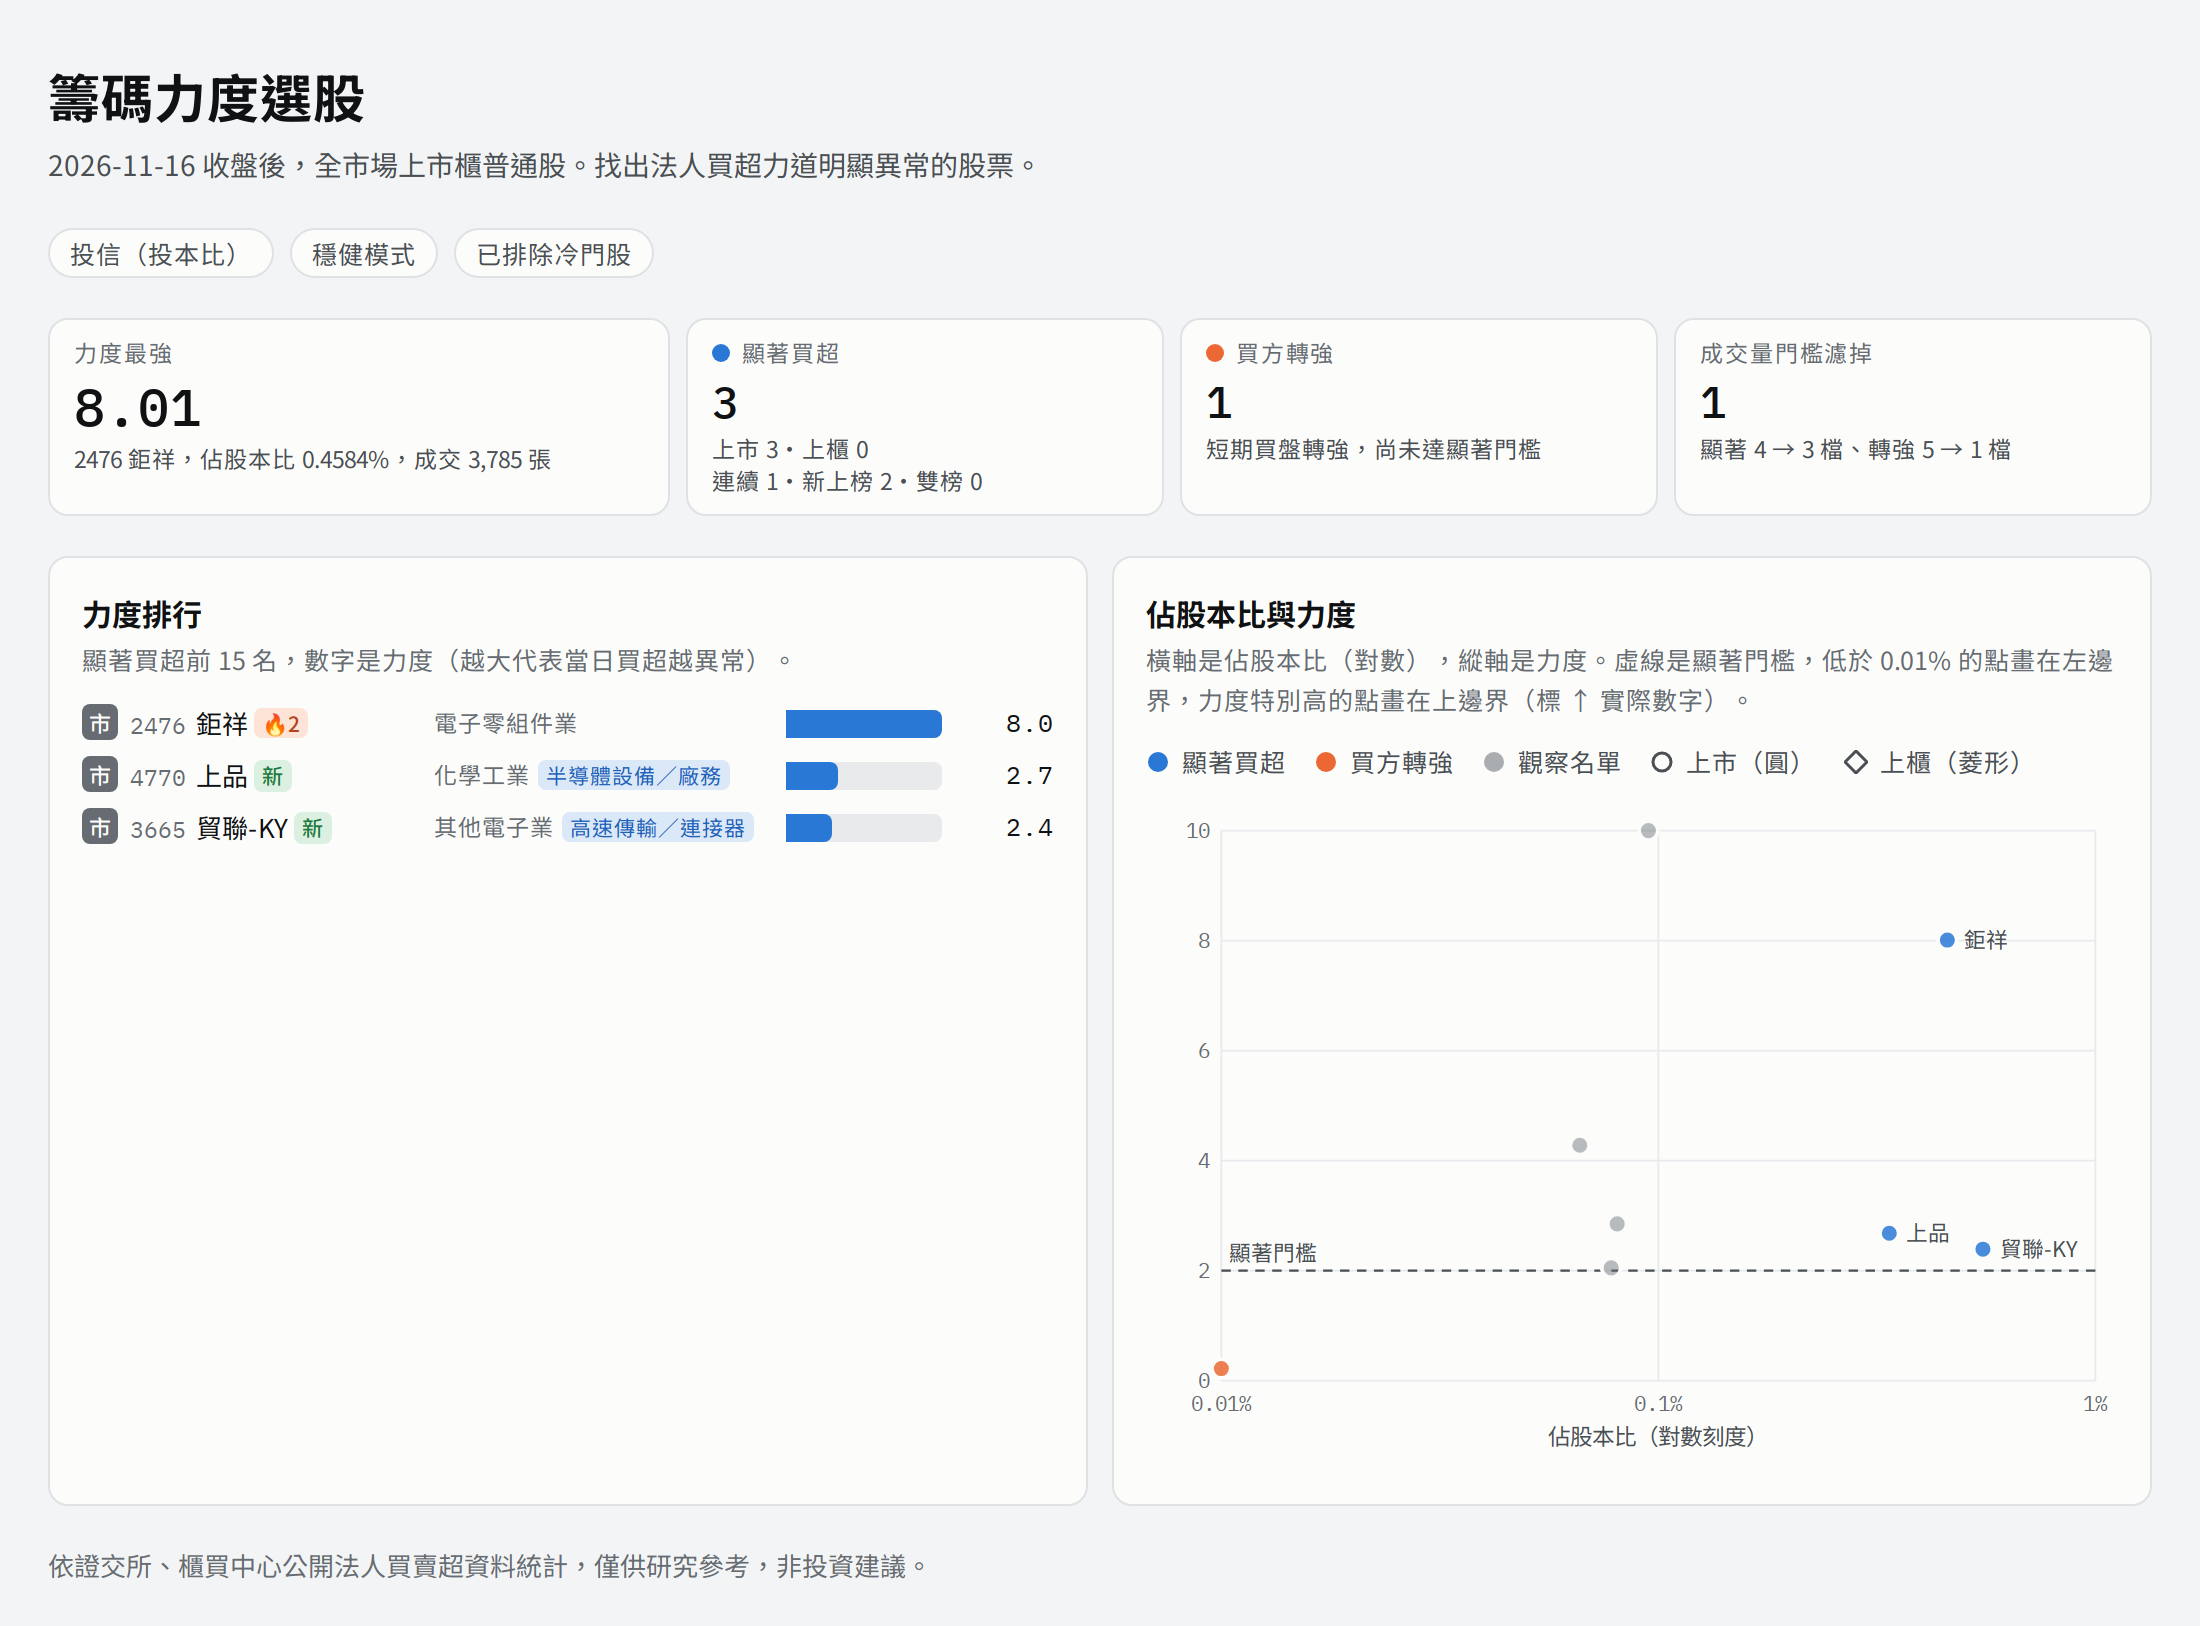 籌碼力度選股
2026-11-16 收盤後，全市場上市櫃普通股。找出法人買超力道明顯異常的股票。
投信（投本比） 穩健模式 已排除冷門股
力度最強
8.01
2476 鉅祥，佔股本比 0.4584%，成交 3,785 張
顯著買超
3
上市 3・上櫃 0
連續 1・新上榜 2・雙榜 0
買方轉強
1
短期買盤轉強，尚未達顯著門檻
成交量門檻濾掉
1
顯著 4 → 3 檔、轉強 5 → 1 檔
力度排行
顯著買超前 15 名，數字是力度（越大代表當日買超越異常）。
市 2476 鉅祥 🔥2 電子零組件業 8.0
市 4770 上品 新 化學工業 半導體設備／廠務 2.7
市 3665 貿聯-KY 新 其他電子業 高速傳輸／連接器 2.4
佔股本比與力度
橫軸是佔股本比（對數），縱軸是力度。虛線是顯著門檻，低於 0.01% 的點畫在左邊
界，力度特別高的點畫在上邊界（標 ↑ 實際數字）。
顯著買超 買方轉強 觀察名單 上市（圓） 上櫃（菱形）
10
8 鉅祥
6
4
上品
貿聯-KY
顯著門檻
2
0
0.01% 0.1% 1%
佔股本比（對數刻度）
依證交所、櫃買中心公開法人買賣超資料統計，僅供研究參考，非投資建議。